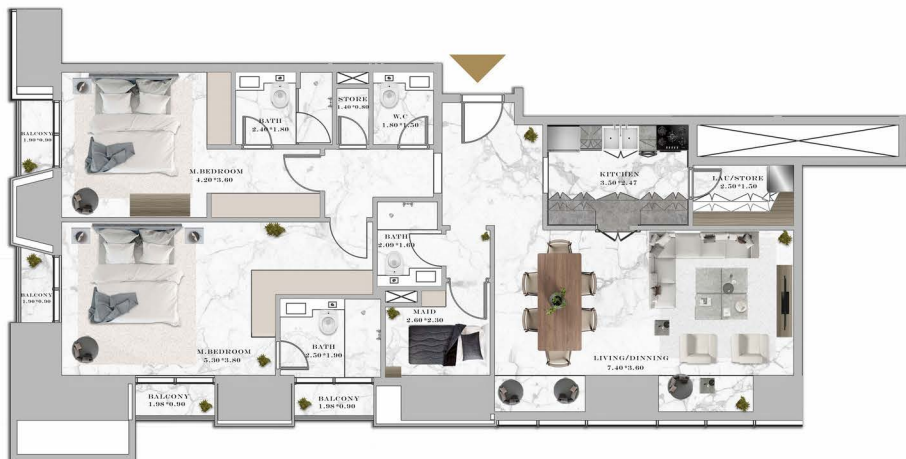 BATH
2.40*1.80
STORE
1.40*0.80
W.C
1.80*1.50
BALCONY
1.90*0.90
M.BEDROOM
4.20*3.60
KITCHEN
3.50*2.47
LAU/STORE
2.50*1.50
BATH
2.09*1.60
BALCONY
1.90*0.90
MAID
2.60*2.30
BATH
2.50*1.90
M.BEDROOM
5.30*3.80
LIVING/DINNING
7.40*3.60
BALCONY
1.98*0.90
BALCONY
1.98*0.90